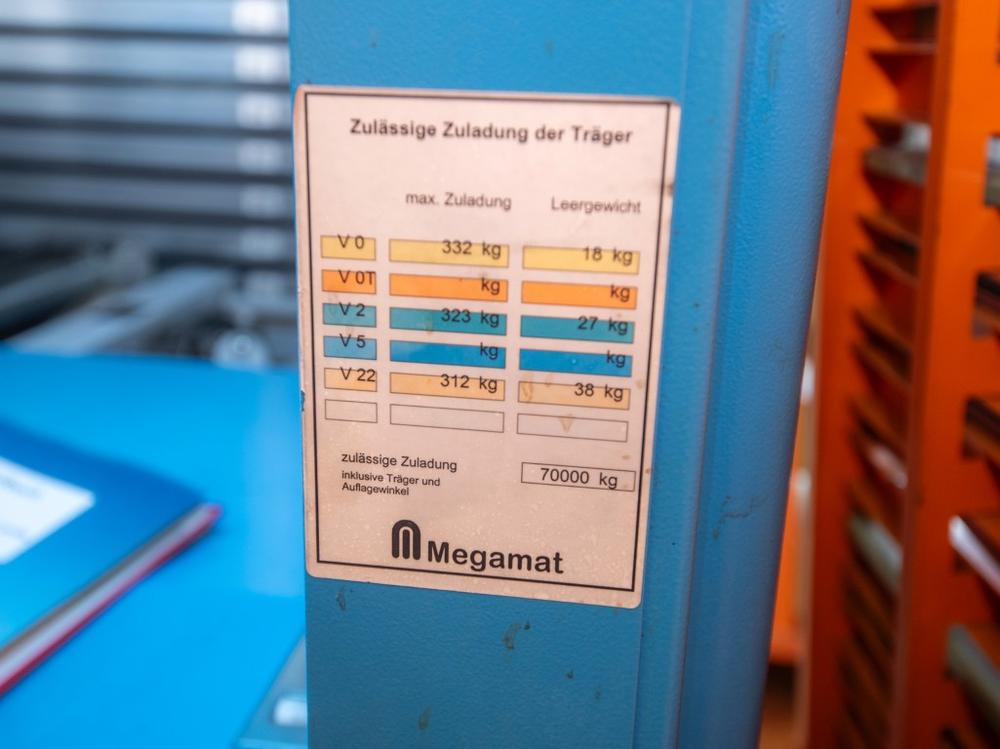 Zulässige Zuladung der Träger
max. Zuladung Leergewicht
V 0 332 kg 18 kg
V 0T kg kg
V 2 323 kg 27 kg
V 5 kg kg
V 22 312 kg 38 kg
zulässige Zuladung 70000 kg
inklusive Träger und
Auflagewinkel
Megamat